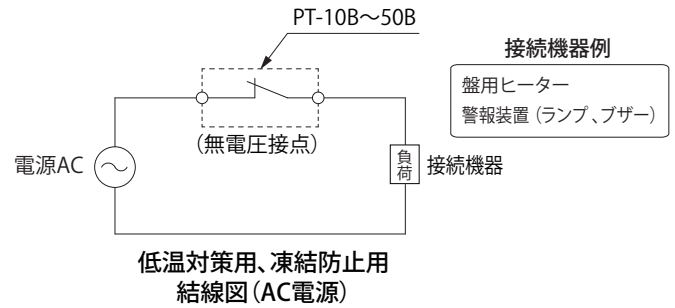 PT-10B～50B
接続機器例
盤用ヒーター
警報装置（ランプ、ブザー）
（無電圧接点）
電源AC
負荷
接続機器
低温対策用、凍結防止用
結線図（AC電源）